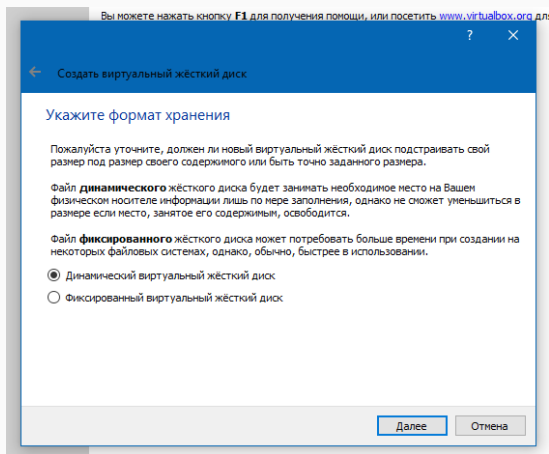 Вы можете нажать кнопку F1 для получения помощи, или посетить www.virtualbox.org для
?
Создать виртуальный жёсткий диск
Укажите формат хранения
Пожалуйста уточните, должен ли новый виртуальный жёсткий диск подстраивать свой
размер под размер своего содержимого или быть точно заданного размера.
Файл динамического жёсткого диска будет занимать необходимое место на Вашем
физическом носителе информации лишь по мере заполнения, однако не сможет уменьшиться в
размере если место, занятое его содержимым, освободится.
Файл фиксированного жёсткого диска может потребовать больше времени при создании на
некоторых файловых системах, однако, обычно, быстрее в использовании.
Динамический виртуальный жёсткий диск
Фиксированный виртуальный жёсткий диск
Далее
Отмена